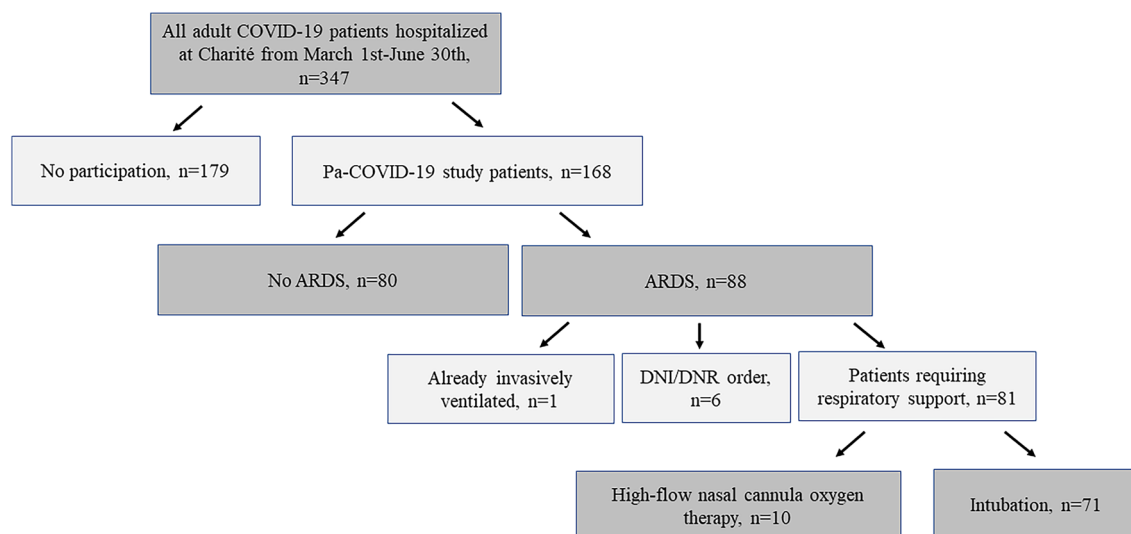 All adult COVID-19 patients hospitalized
at Charité from March 1st-June 30th,
n=347
No participation, n=179
Pa-COVID-19 study patients, n=168
No ARDS, n=80
ARDS, n=88
Already invasively
ventilated, n=1
DNI/DNR order,
n=6
Patients requiring
respiratory support, n=81
High-flow nasal cannula oxygen
therapy, n=10
Intubation, n=71